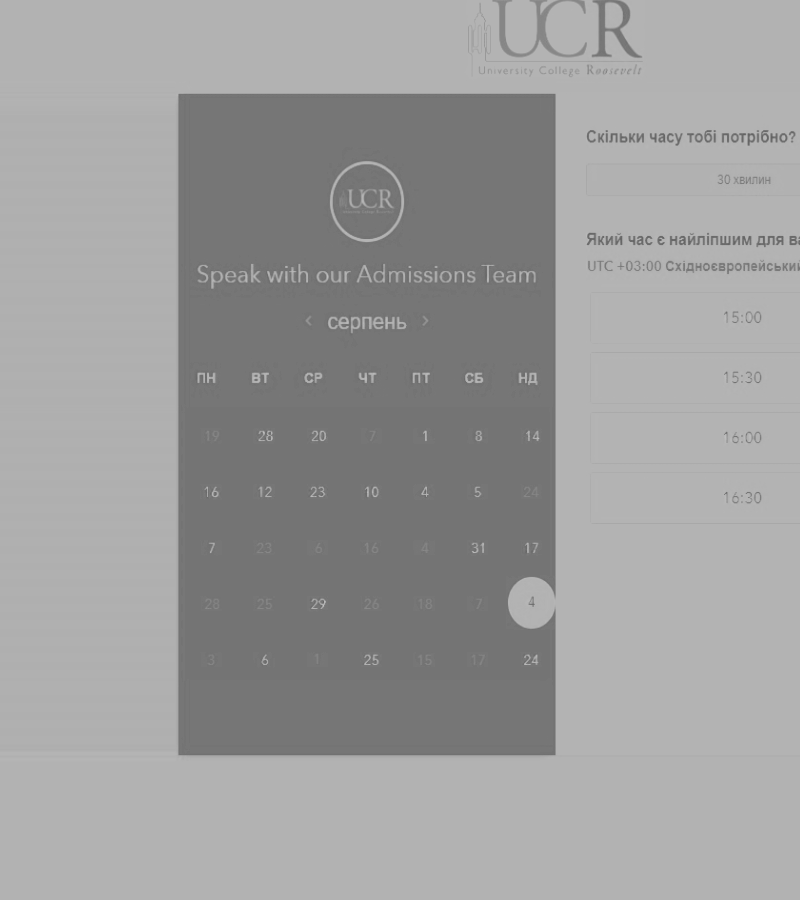 UCR
University College Roosevelt
UCR
Speak with our Admissions Team
< серпень >
ПН ВТ СР ЧТ ПТ СБ НД
19 28 20 7 1 8 14
16 12 23 10 4 5 24
7 23 6 16 4 31 17
28 25 29 26 18 7 4
3 6 1 25 15 17 24
Скільки часу тобі потрібно?
30 хвилин
Який час є найліпшим для ва
UTC +03:00 Східноєвропейський
15:00
15:30
16:00
16:30